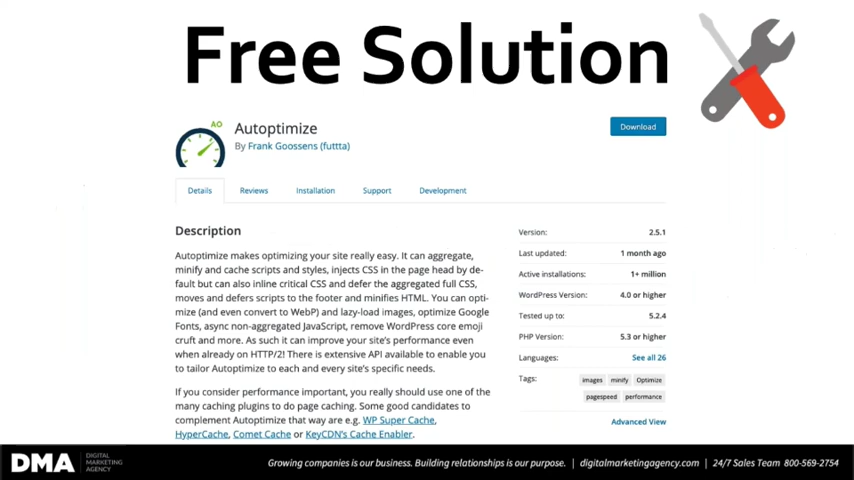 Free Solution
AO
Autoptimize
By Frank Goossens (futtta)
Download
Details
Reviews
Installation
Support
Development
Description
Autoptimize makes optimizing your site really easy. It can aggregate,
minify and cache scripts and styles, injects CSS in the page head by de-
fault but can also inline critical CSS and defer the aggregated full CSS,
moves and defers scripts to the footer and minifies HTML. You can opti-
mize (and even convert to WebP) and lazy-load images, optimize Google
Fonts, async non-aggregated JavaScript, remove WordPress core emoji
cruft and more. As such it can improve your site's performance even
when already on HTTP/2! There is extensive API available to enable you
to tailor Autoptimize to each and every site's specific needs.
If you consider performance important, you really should use one of the
many caching plugins to do page caching. Some good candidates to
complement Autoptimize that way are e.g. WP Super Cache,
HyperCache, Comet Cache or KeyCDN's Cache Enabler.
Version: 2.5.1
Last updated: 1 month ago
Active installations: 1+ million
WordPress Version: 4.0 or higher
Tested up to: 5.2.4
PHP Version: 5.3 or higher
Languages: See all 26
Tags: images minify Optimize
pagespeed performance
Advanced View
DMA DIGITAL
MARKETING
AGENCY
Growing companies is our business. Building relationships is our purpose. | digitalmarketingagency.com | 24/7 Sales Team 800-569-2754